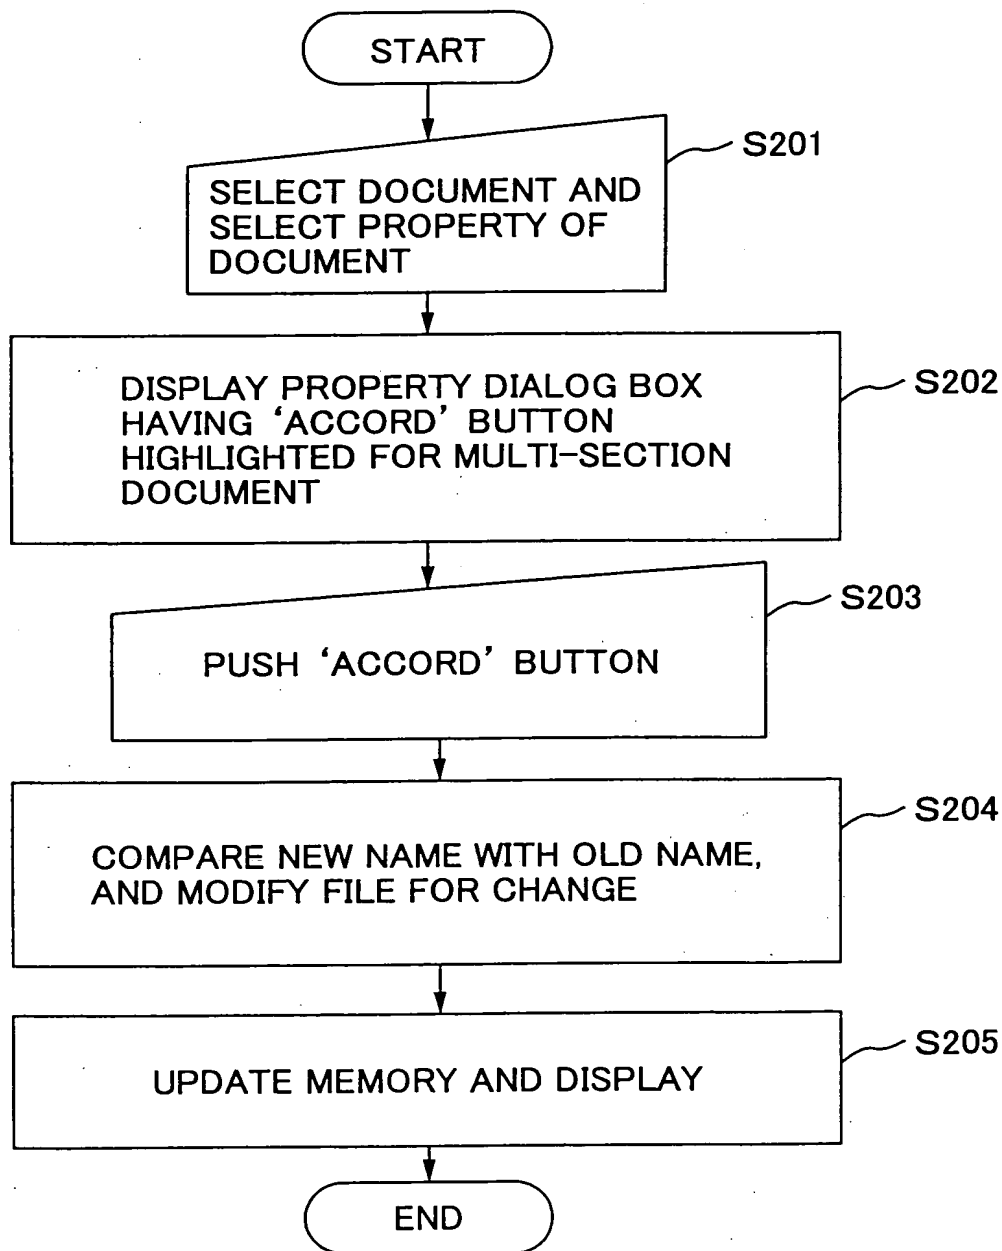 START
S201
SELECT DOCUMENT AND
SELECT PROPERTY OF
DOCUMENT
S202
DISPLAY PROPERTY DIALOG BOX
HAVING ‘ACCORD’ BUTTON
HIGHLIGHTED FOR MULTI-SECTION
DOCUMENT
S203
PUSH ‘ACCORD’ BUTTON
S204
COMPARE NEW NAME WITH OLD NAME,
AND MODIFY FILE FOR CHANGE
S205
UPDATE MEMORY AND DISPLAY
END